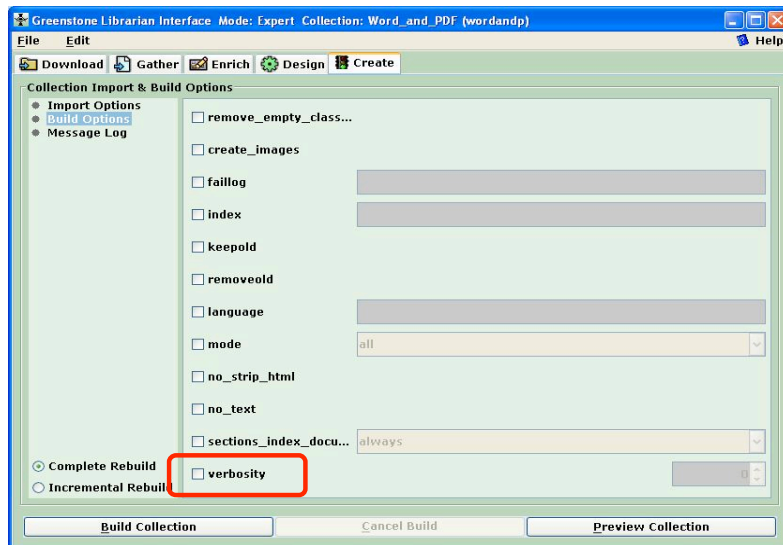 Greenstone Librarian Interface Mode: Expert Collection: Word_and_PDF (wordandp)
File Edit Help
Download Gather Enrich Design Create
Collection Import & Build Options
Import Options
Build Options
Message Log
remove_empty_class...
create_images
faillog
index
keepold
removeold
language
mode all
no_strip_html
no_text
sections_index_docu... always
verbosity 0
Complete Rebuild
Incremental Rebuild
Build Collection Cancel Build Preview Collection